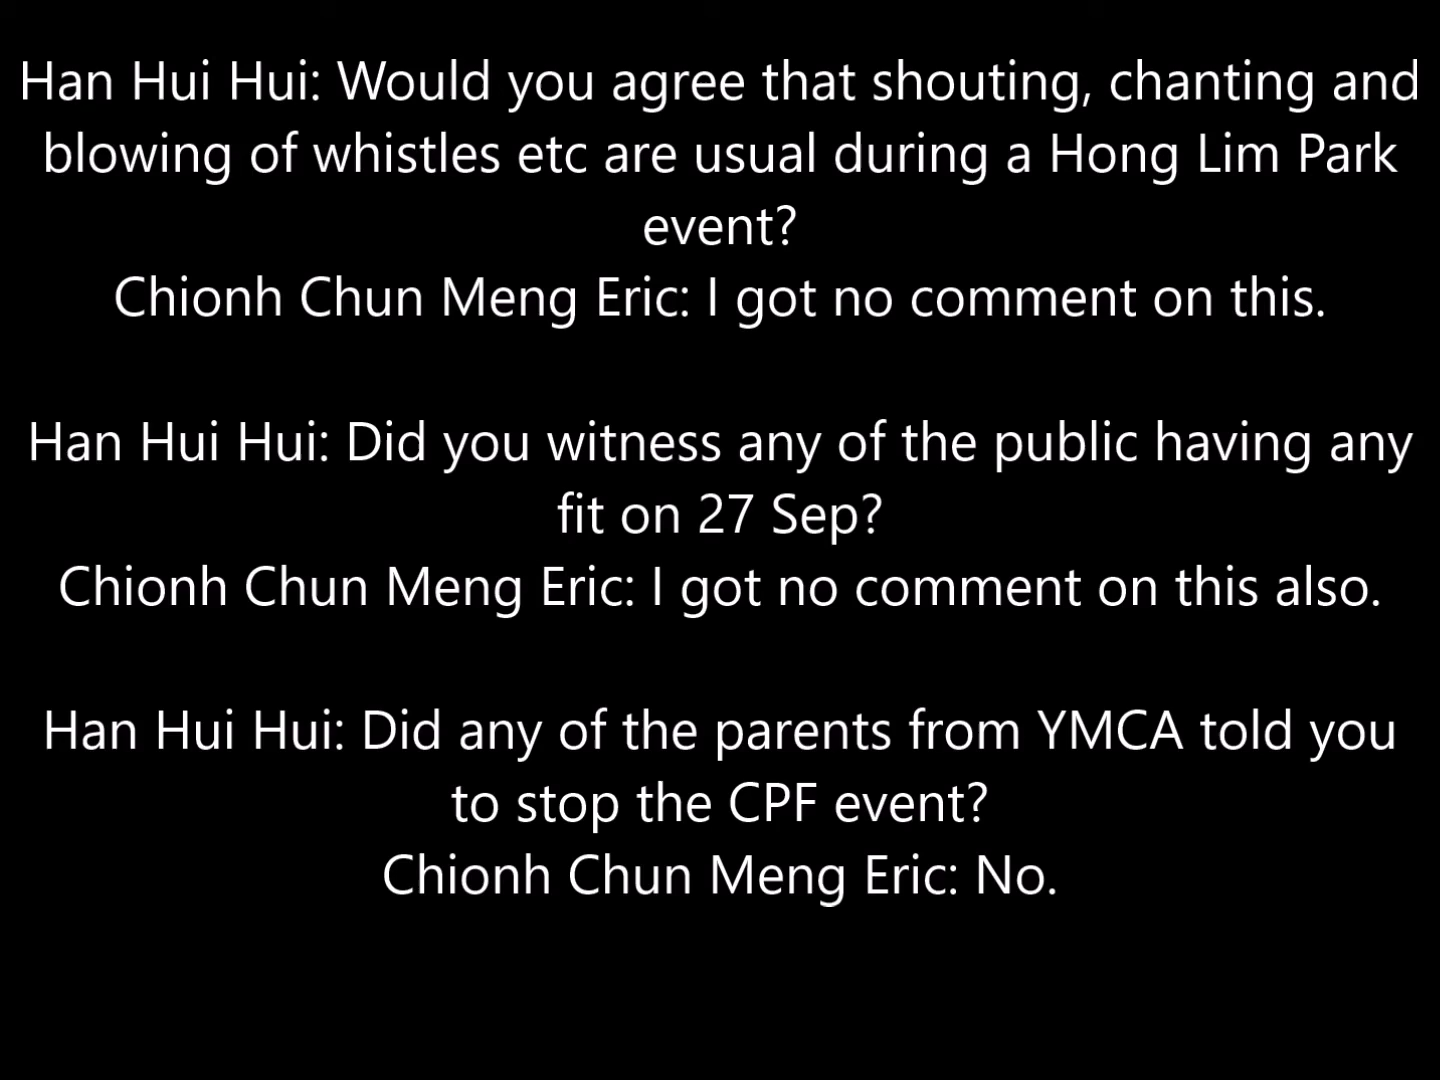 Han Hui Hui: Would you agree that shouting, chanting and
blowing of whistles etc are usual during a Hong Lim Park
event?
Chionh Chun Meng Eric: I got no comment on this.
Han Hui Hui: Did you witness any of the public having any
fit on 27 Sep?
Chionh Chun Meng Eric: I got no comment on this also.
Han Hui Hui: Did any of the parents from YMCA told you
to stop the CPF event?
Chionh Chun Meng Eric: No.